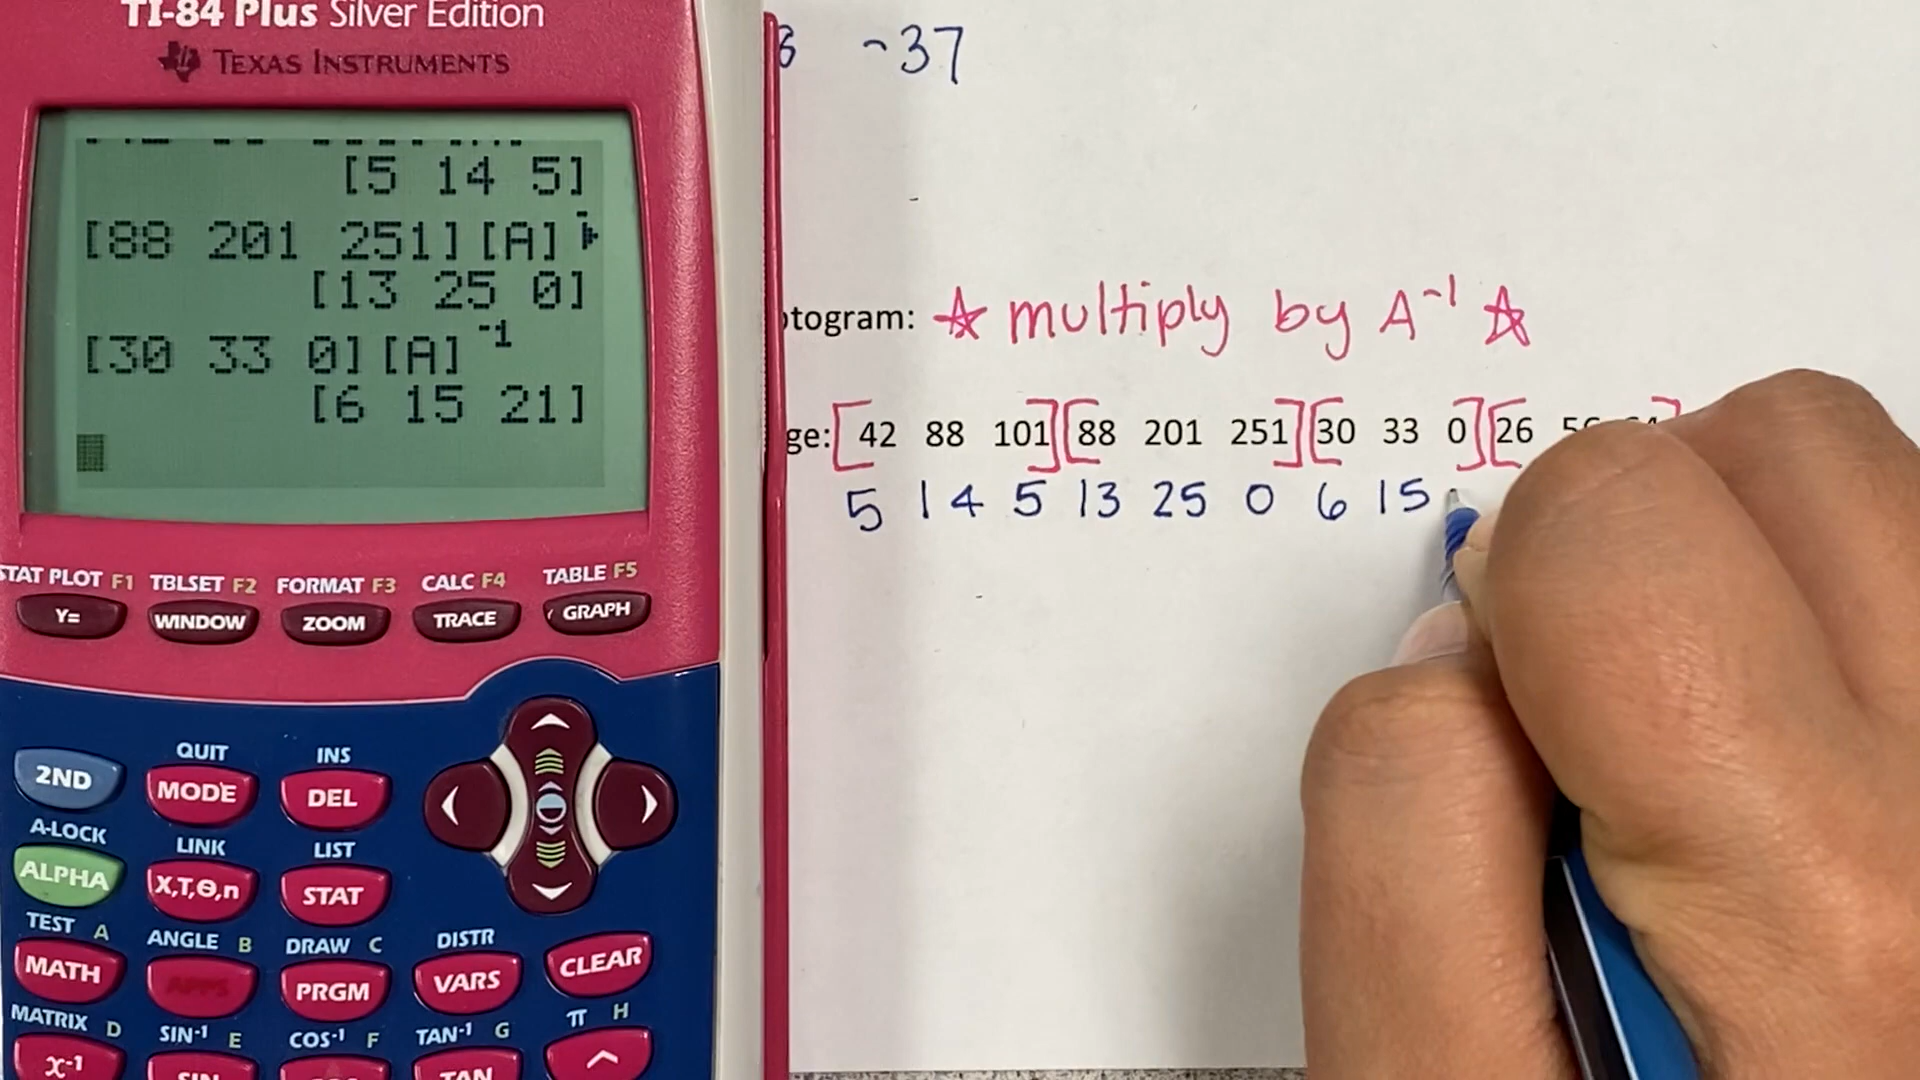 TI-84 Plus Silver Edition
TEXAS INSTRUMENTS
[5 14 5]
[88 201 251][A]-
[13 25 0]
[30 33 0][A]-1
[6 15 21]
STAT PLOT F1 TBLSET F2 FORMAT F3 CALC F4 TABLE F5
Y= WINDOW ZOOM TRACE GRAPH
QUIT INS
2ND MODE DEL
A-LOCK LINK LIST
ALPHA X,T,Θ,n STAT
TEST A ANGLE B DRAW C DISTR
MATH APPS PRGM VARS CLEAR
MATRIX D SIN-1 E COS-1 F TAN-1 G π H
x-1 SIN COS TAN ^
3 -37
togram: ☆ multiply by A-1 ☆
ge: [42 88 101][88 201 251][30 33 0][26
5 14 5 13 25 0 6 15